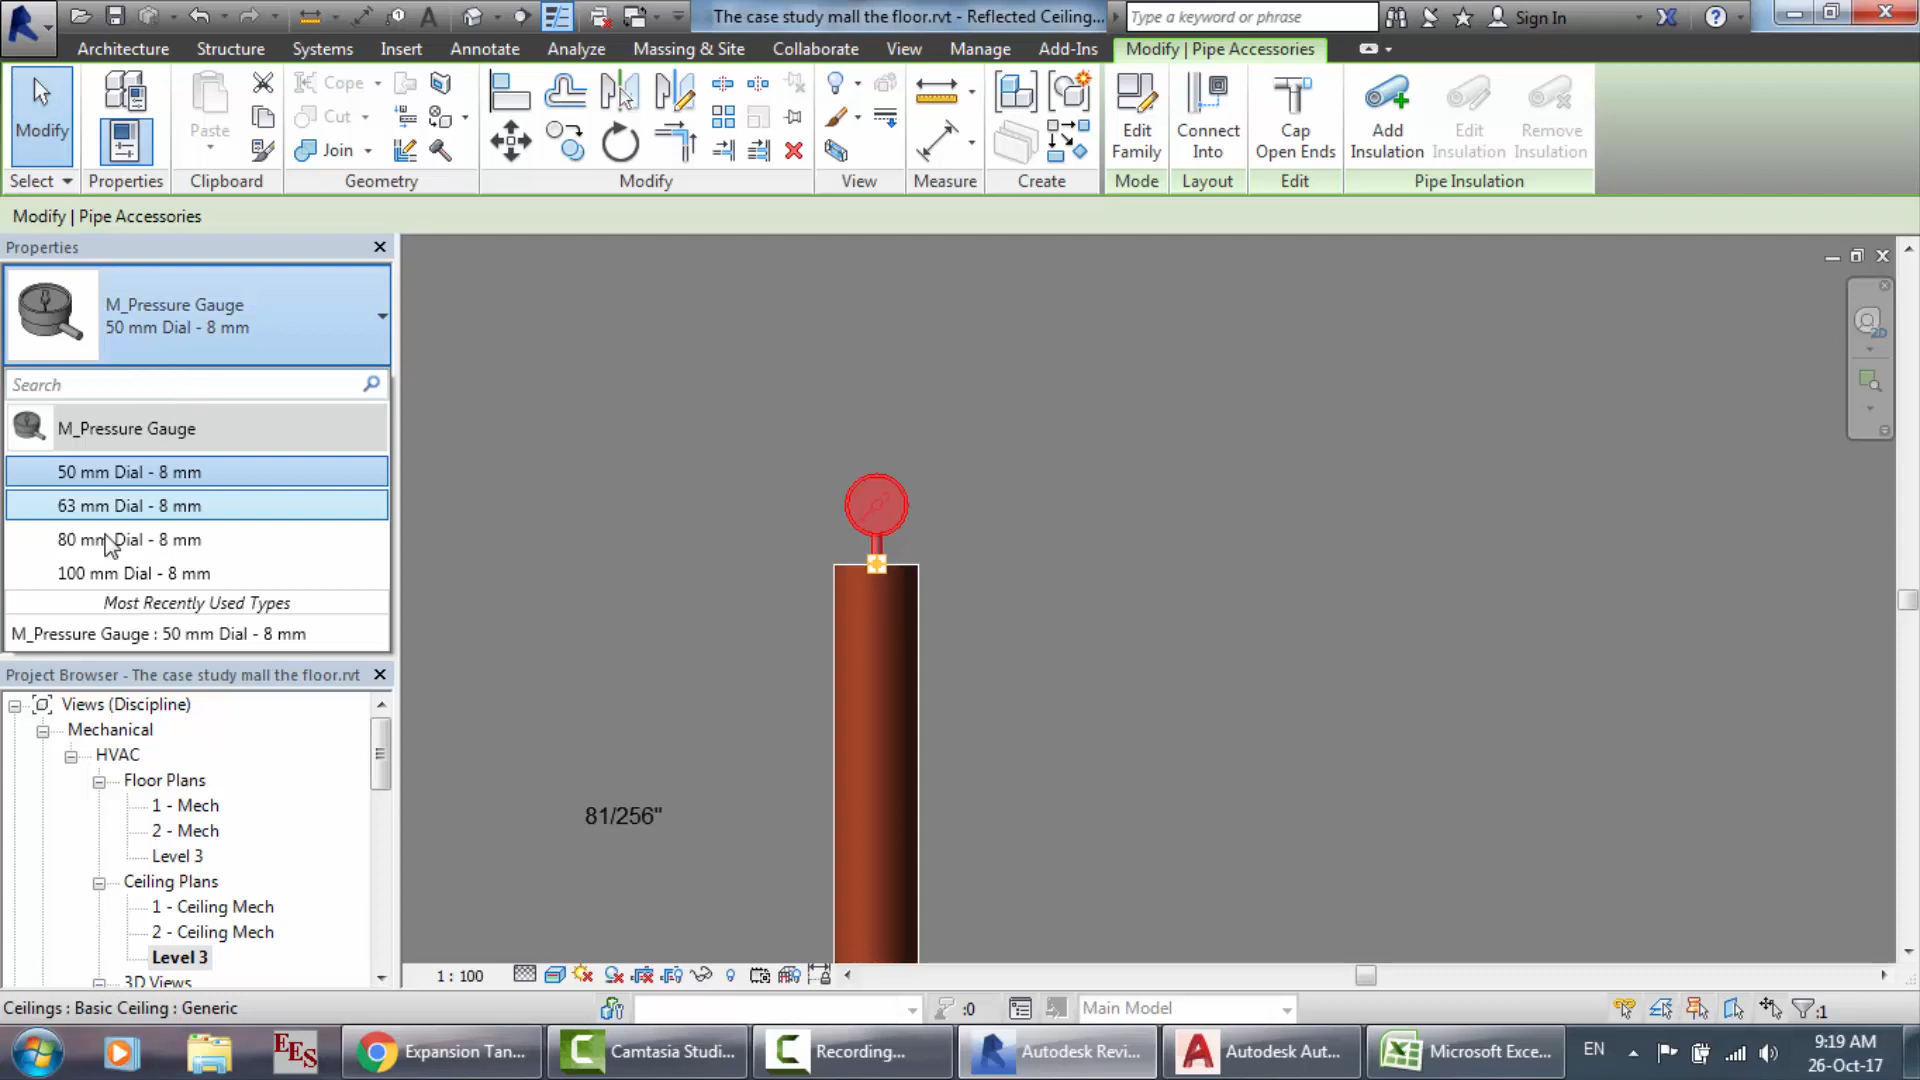 The case study mall the floor.rvt - Reflected Ceiling...
Type a keyword or phrase
Sign In
Architecture Structure Systems Insert Annotate Analyze Massing & Site Collaborate View Manage Add-Ins Modify | Pipe Accessories
Modify
Paste
Cope
Cut
Join
Edit Family
Connect Into
Cap Open Ends
Add Insulation
Edit Insulation
Remove Insulation
Select Properties Clipboard Geometry Modify View Measure Create Mode Layout Edit Pipe Insulation
Modify | Pipe Accessories
Properties
M_Pressure Gauge
50 mm Dial - 8 mm
Search
M_Pressure Gauge
50 mm Dial - 8 mm
63 mm Dial - 8 mm
80 mm Dial - 8 mm
100 mm Dial - 8 mm
Most Recently Used Types
M_Pressure Gauge : 50 mm Dial - 8 mm
Project Browser - The case study mall the floor.rvt
Views (Discipline)
Mechanical
HVAC
Floor Plans
1 - Mech
2 - Mech
Level 3
Ceiling Plans
1 - Ceiling Mech
2 - Ceiling Mech
Level 3
3D Views
81/256"
2D
1 : 100
Ceilings : Basic Ceiling : Generic
:0
Main Model
:1
EES
Expansion Tan...
Camtasia Studi...
Recording...
Autodesk Revi...
Autodesk Aut...
Microsoft Exce...
EN
9:19 AM
26-Oct-17